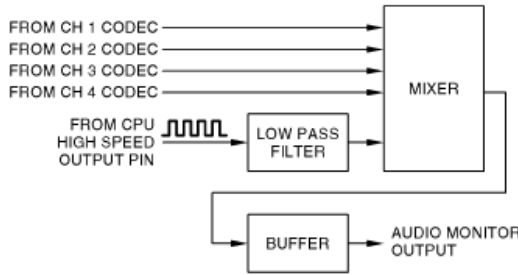 FROM CH 1 CODEC
FROM CH 2 CODEC
FROM CH 3 CODEC
FROM CH 4 CODEC
MIXER
FROM CPU
HIGH SPEED
OUTPUT PIN
LOW PASS
FILTER
BUFFER
AUDIO MONITOR
OUTPUT